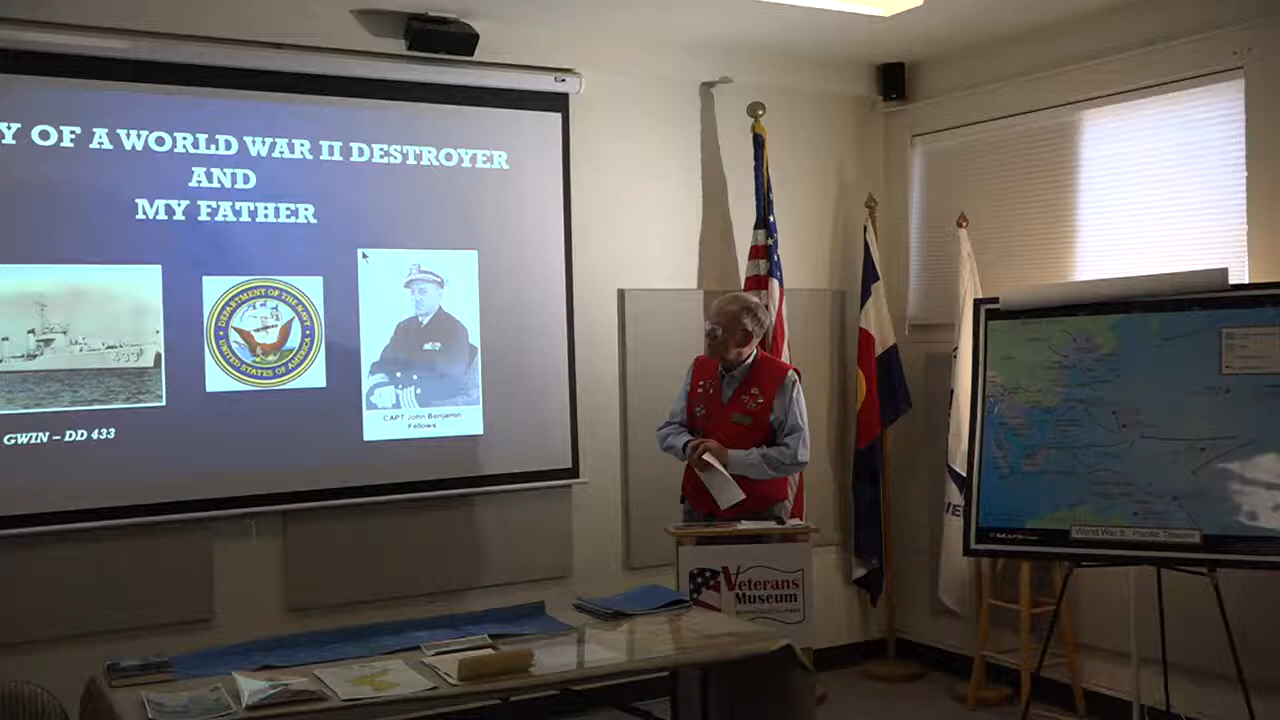 Y OF A WORLD WAR II DESTROYER
AND
MY FATHER
433
DEPARTMENT OF THE NAVY
UNITED STATES OF AMERICA
CAPT John Benjamin
Fellows
GWIN – DD 433
Veterans
Museum
World War II, Pacific Theater